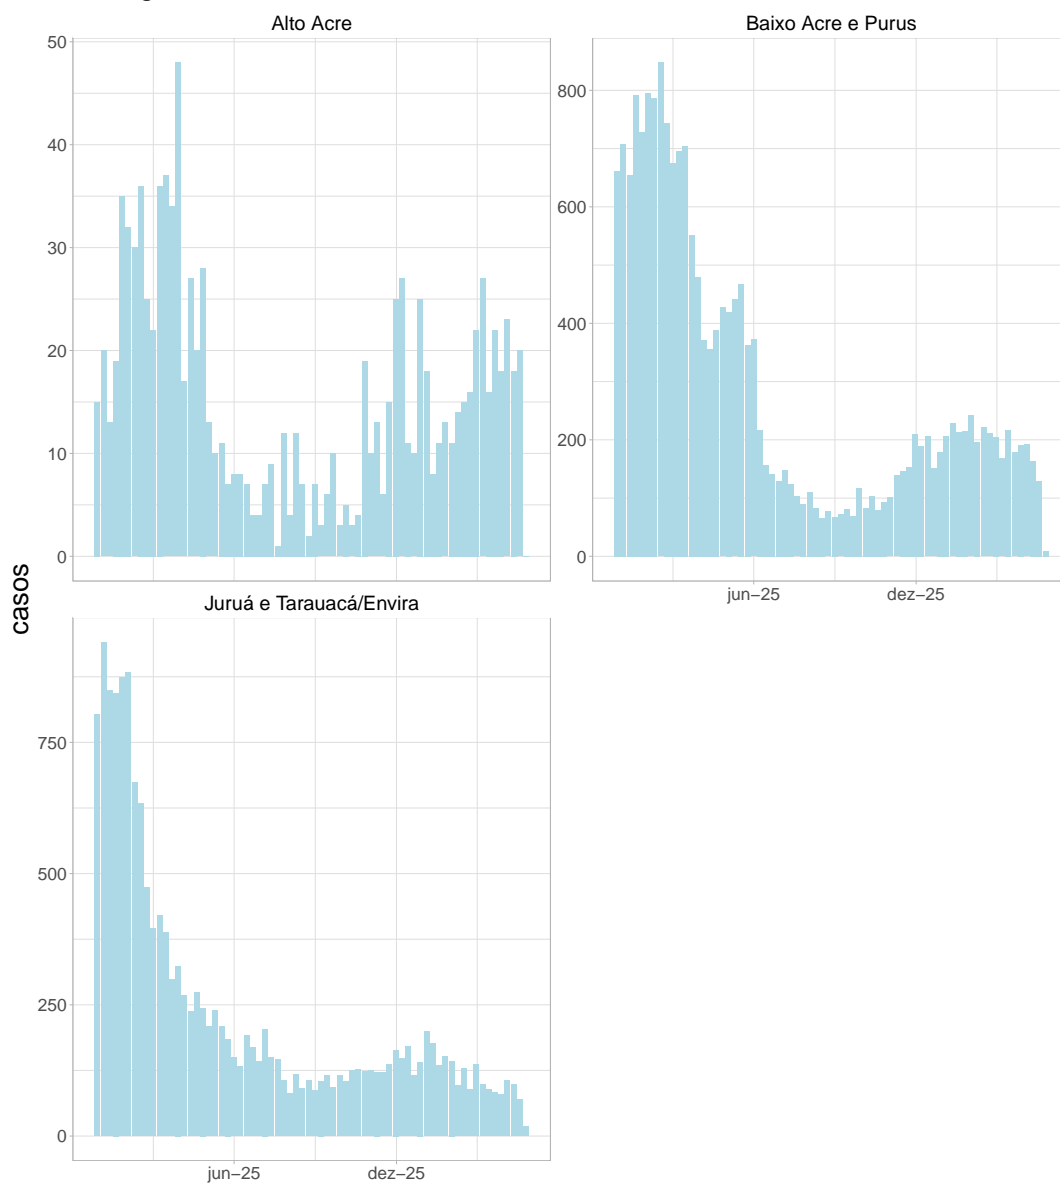 Alto Acre
Baixo Acre e Purus
50
40
30
20
10
0
800
600
400
200
0
jun–25
dez–25
casos
Juruá e Tarauacá/Envira
750
500
250
0
jun–25
dez–25